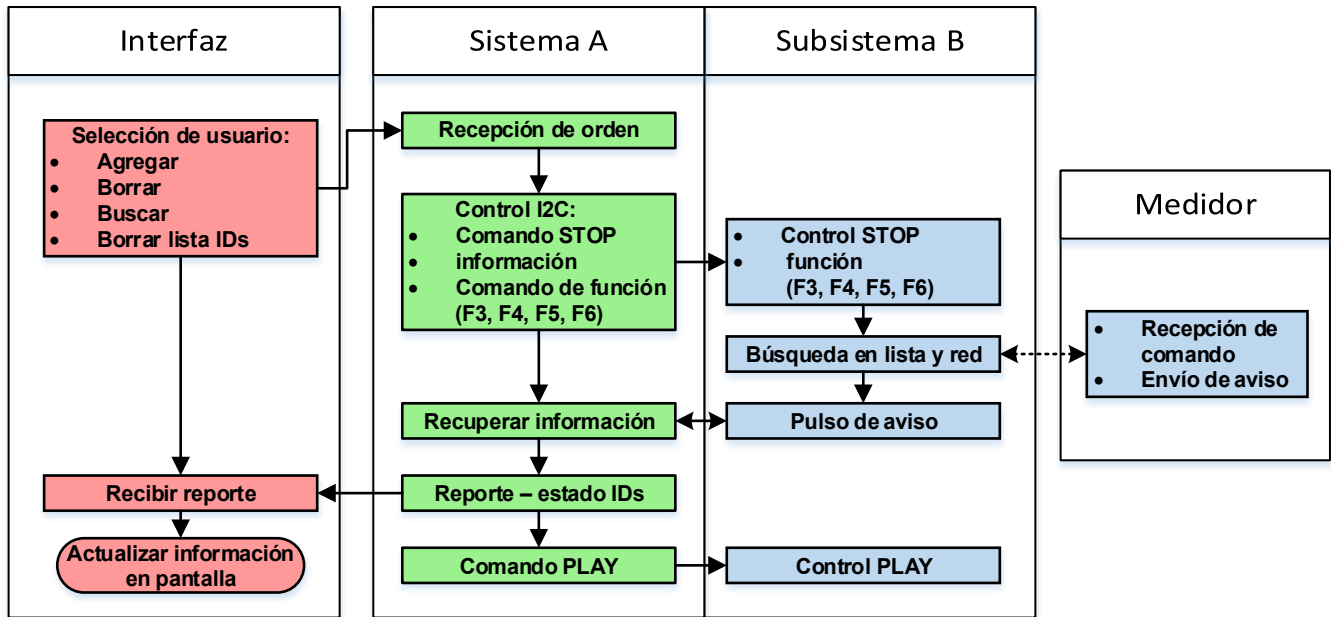 Interfaz
Selección de usuario:
• Agregar
• Borrar
• Buscar
• Borrar lista IDs
Recibir reporte
Actualizar información
en pantalla
Sistema A
Recepción de orden
Control I2C:
• Comando STOP
• información
• Comando de función
(F3, F4, F5, F6)
Recuperar información
Reporte – estado IDs
Comando PLAY
Subsistema B
• Control STOP
• función
(F3, F4, F5, F6)
Búsqueda en lista y red
Pulso de aviso
Control PLAY
Medidor
• Recepción de
comando
• Envío de aviso